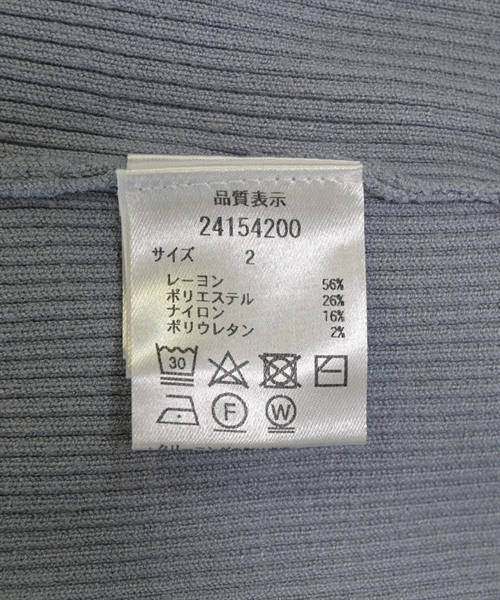 品質表示
24154200
サイズ 2
レーヨン 56%
ポリエステル 26%
ナイロン 16%
ポリウレタン 2%
30
F W